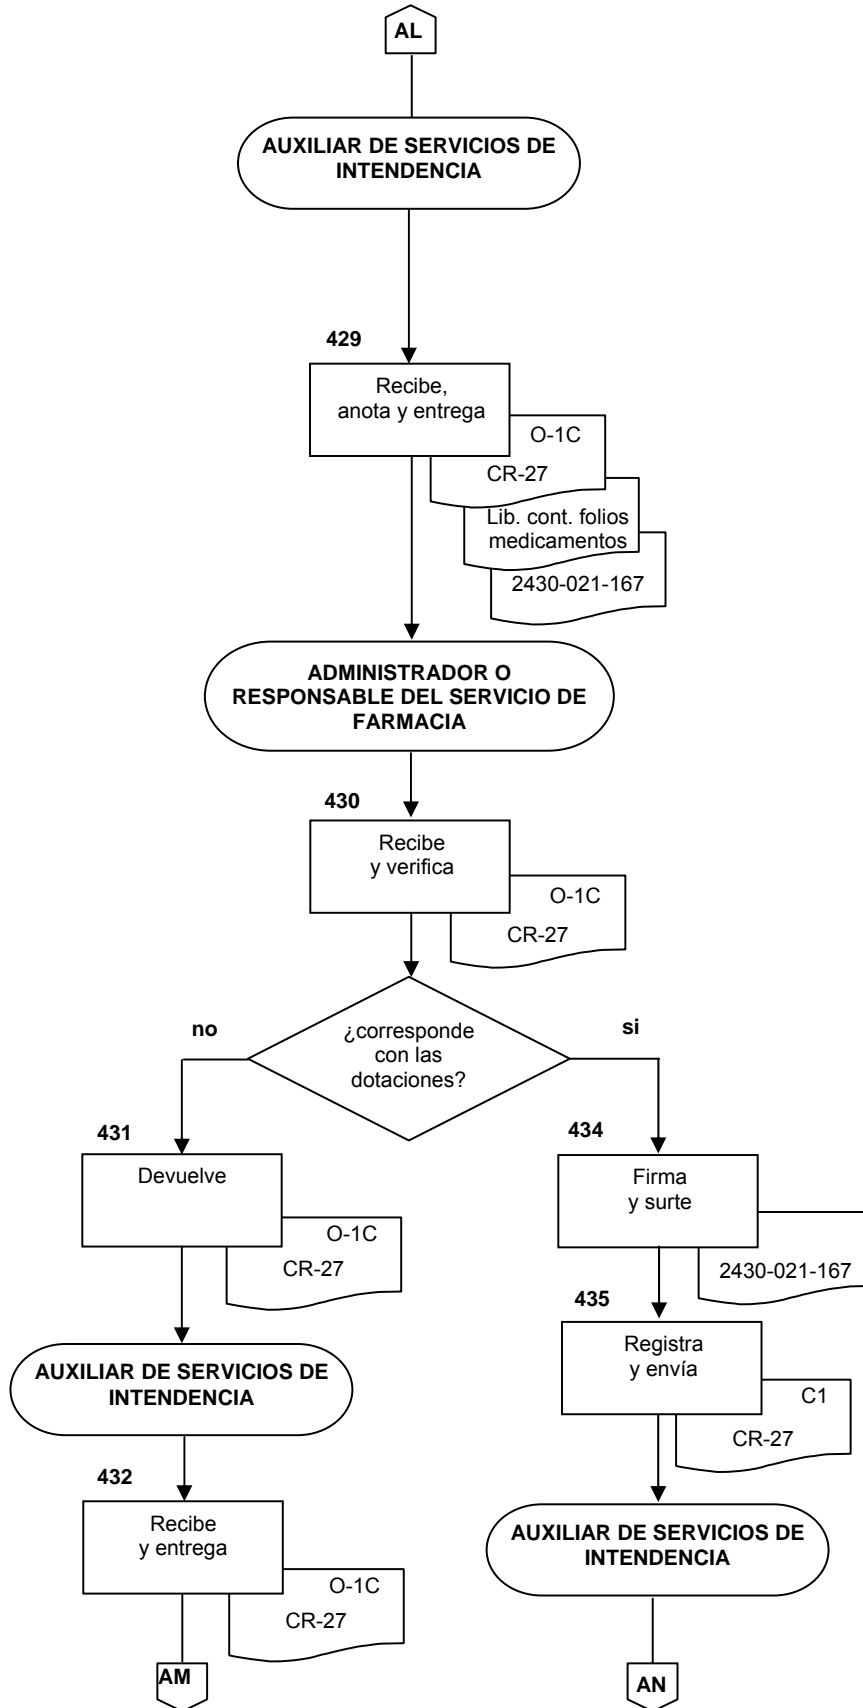 AL
AUXILIAR DE SERVICIOS DE
INTENDENCIA
429
Recibe,
anota y entrega
O-1C
CR-27
Lib. cont. folios
medicamentos
2430-021-167
ADMINISTRADOR O
RESPONSABLE DEL SERVICIO DE
FARMACIA
430
Recibe
y verifica
O-1C
CR-27
¿corresponde
con las
dotaciones?
no
si
431
Devuelve
O-1C
CR-27
434
Firma
y surte
2430-021-167
435
Registra
y envía
C1
CR-27
AUXILIAR DE SERVICIOS DE
INTENDENCIA
432
Recibe
y entrega
O-1C
CR-27
AUXILIAR DE SERVICIOS DE
INTENDENCIA
AM
AN